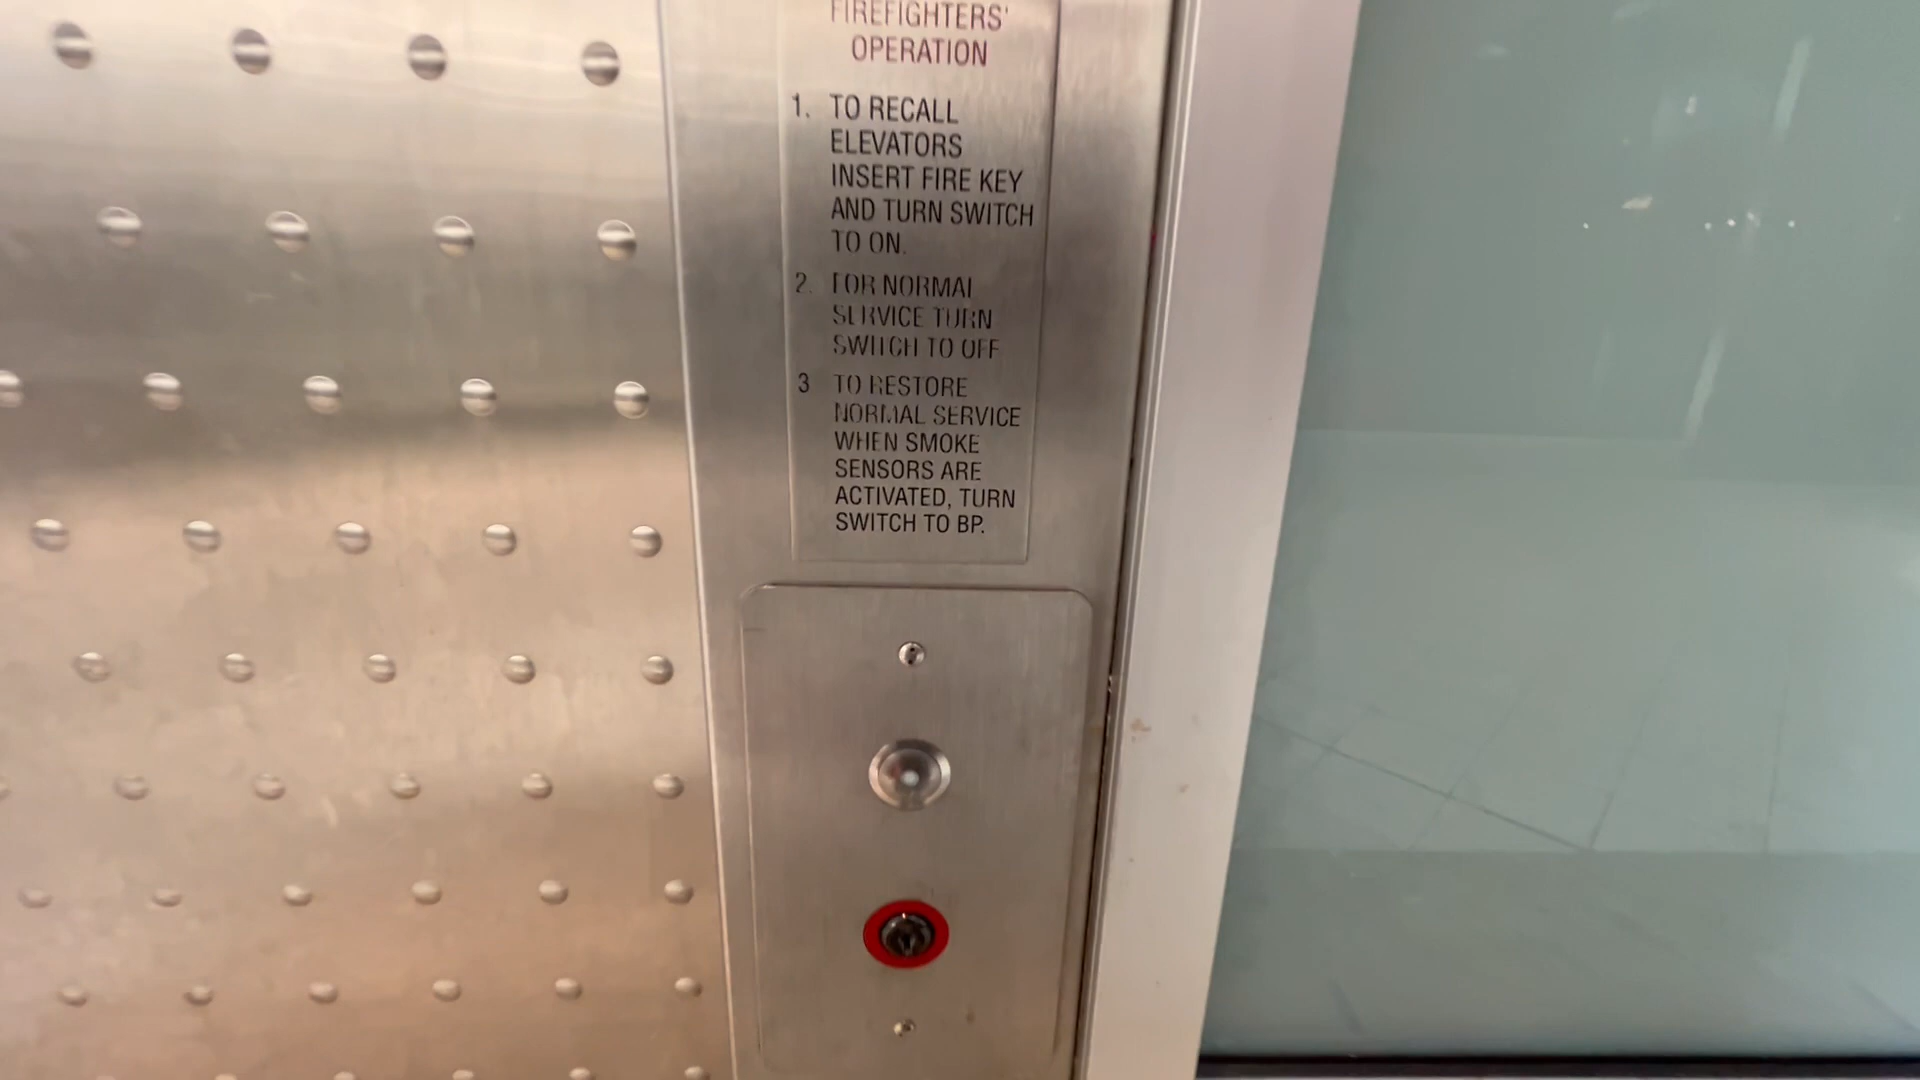 FIREFIGHTERS'
OPERATION
1. TO RECALL
ELEVATORS
INSERT FIRE KEY
AND TURN SWITCH
TO ON.
2. FOR NORMAL
SERVICE TURN
SWITCH TO OFF
3 TO RESTORE
NORMAL SERVICE
WHEN SMOKE
SENSORS ARE
ACTIVATED, TURN
SWITCH TO BP.